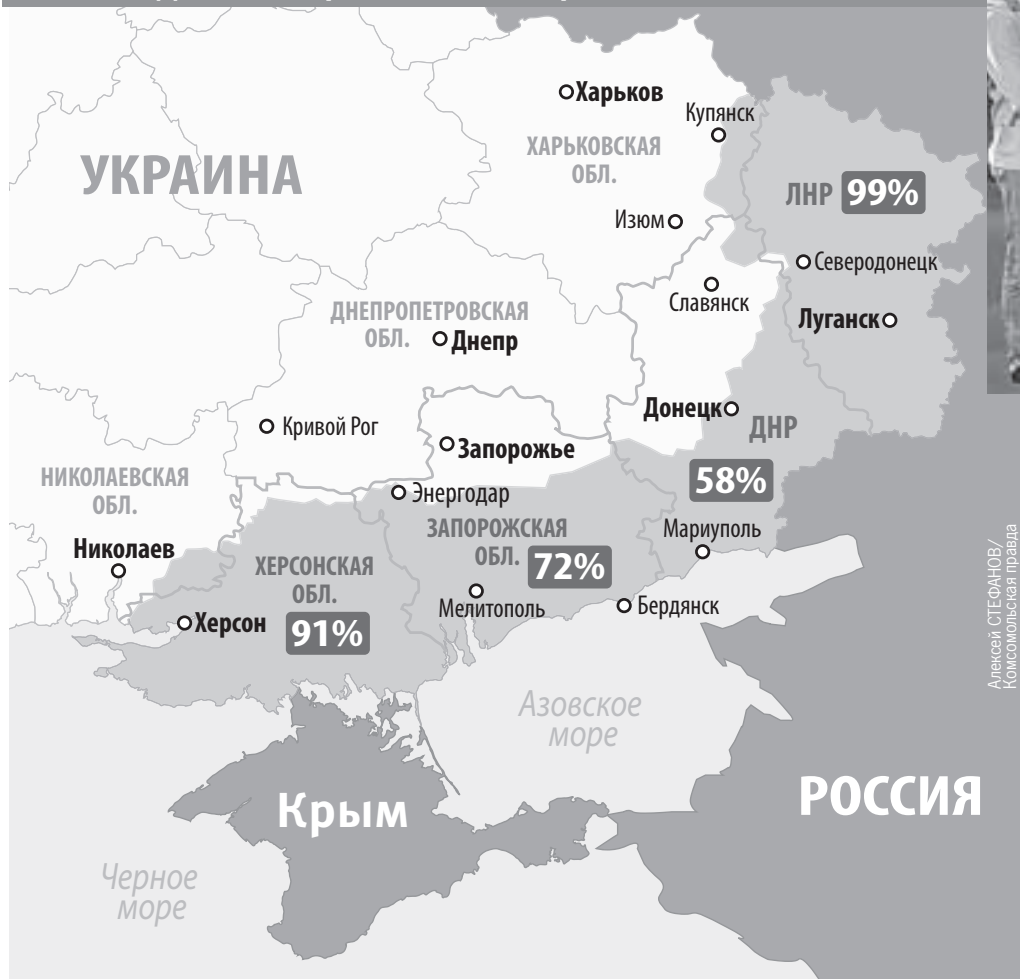 Харьков
Купянск
ХАРЬКОВСКАЯ
ОБЛ.
УКРАИНА
ЛНР 99%
Изюм
Северодонецк
Славянск
ДНЕПРОПЕТРОВСКАЯ
ОБЛ.
Днепр
Луганск
Донецк
ДНР
Кривой Рог
Запорожье
58%
НИКОЛАЕВСКАЯ
ОБЛ.
Энергодар
ЗАПОРОЖСКАЯ
ОБЛ. 72%
Мариуполь
Николаев
ХЕРСОНСКАЯ
ОБЛ.
91%
Мелитополь
Бердянск
Херсон
Азовское
море
Крым
РОССИЯ
Черное
море
Алексей СТЕФАНОВ/
Комсомольская правда